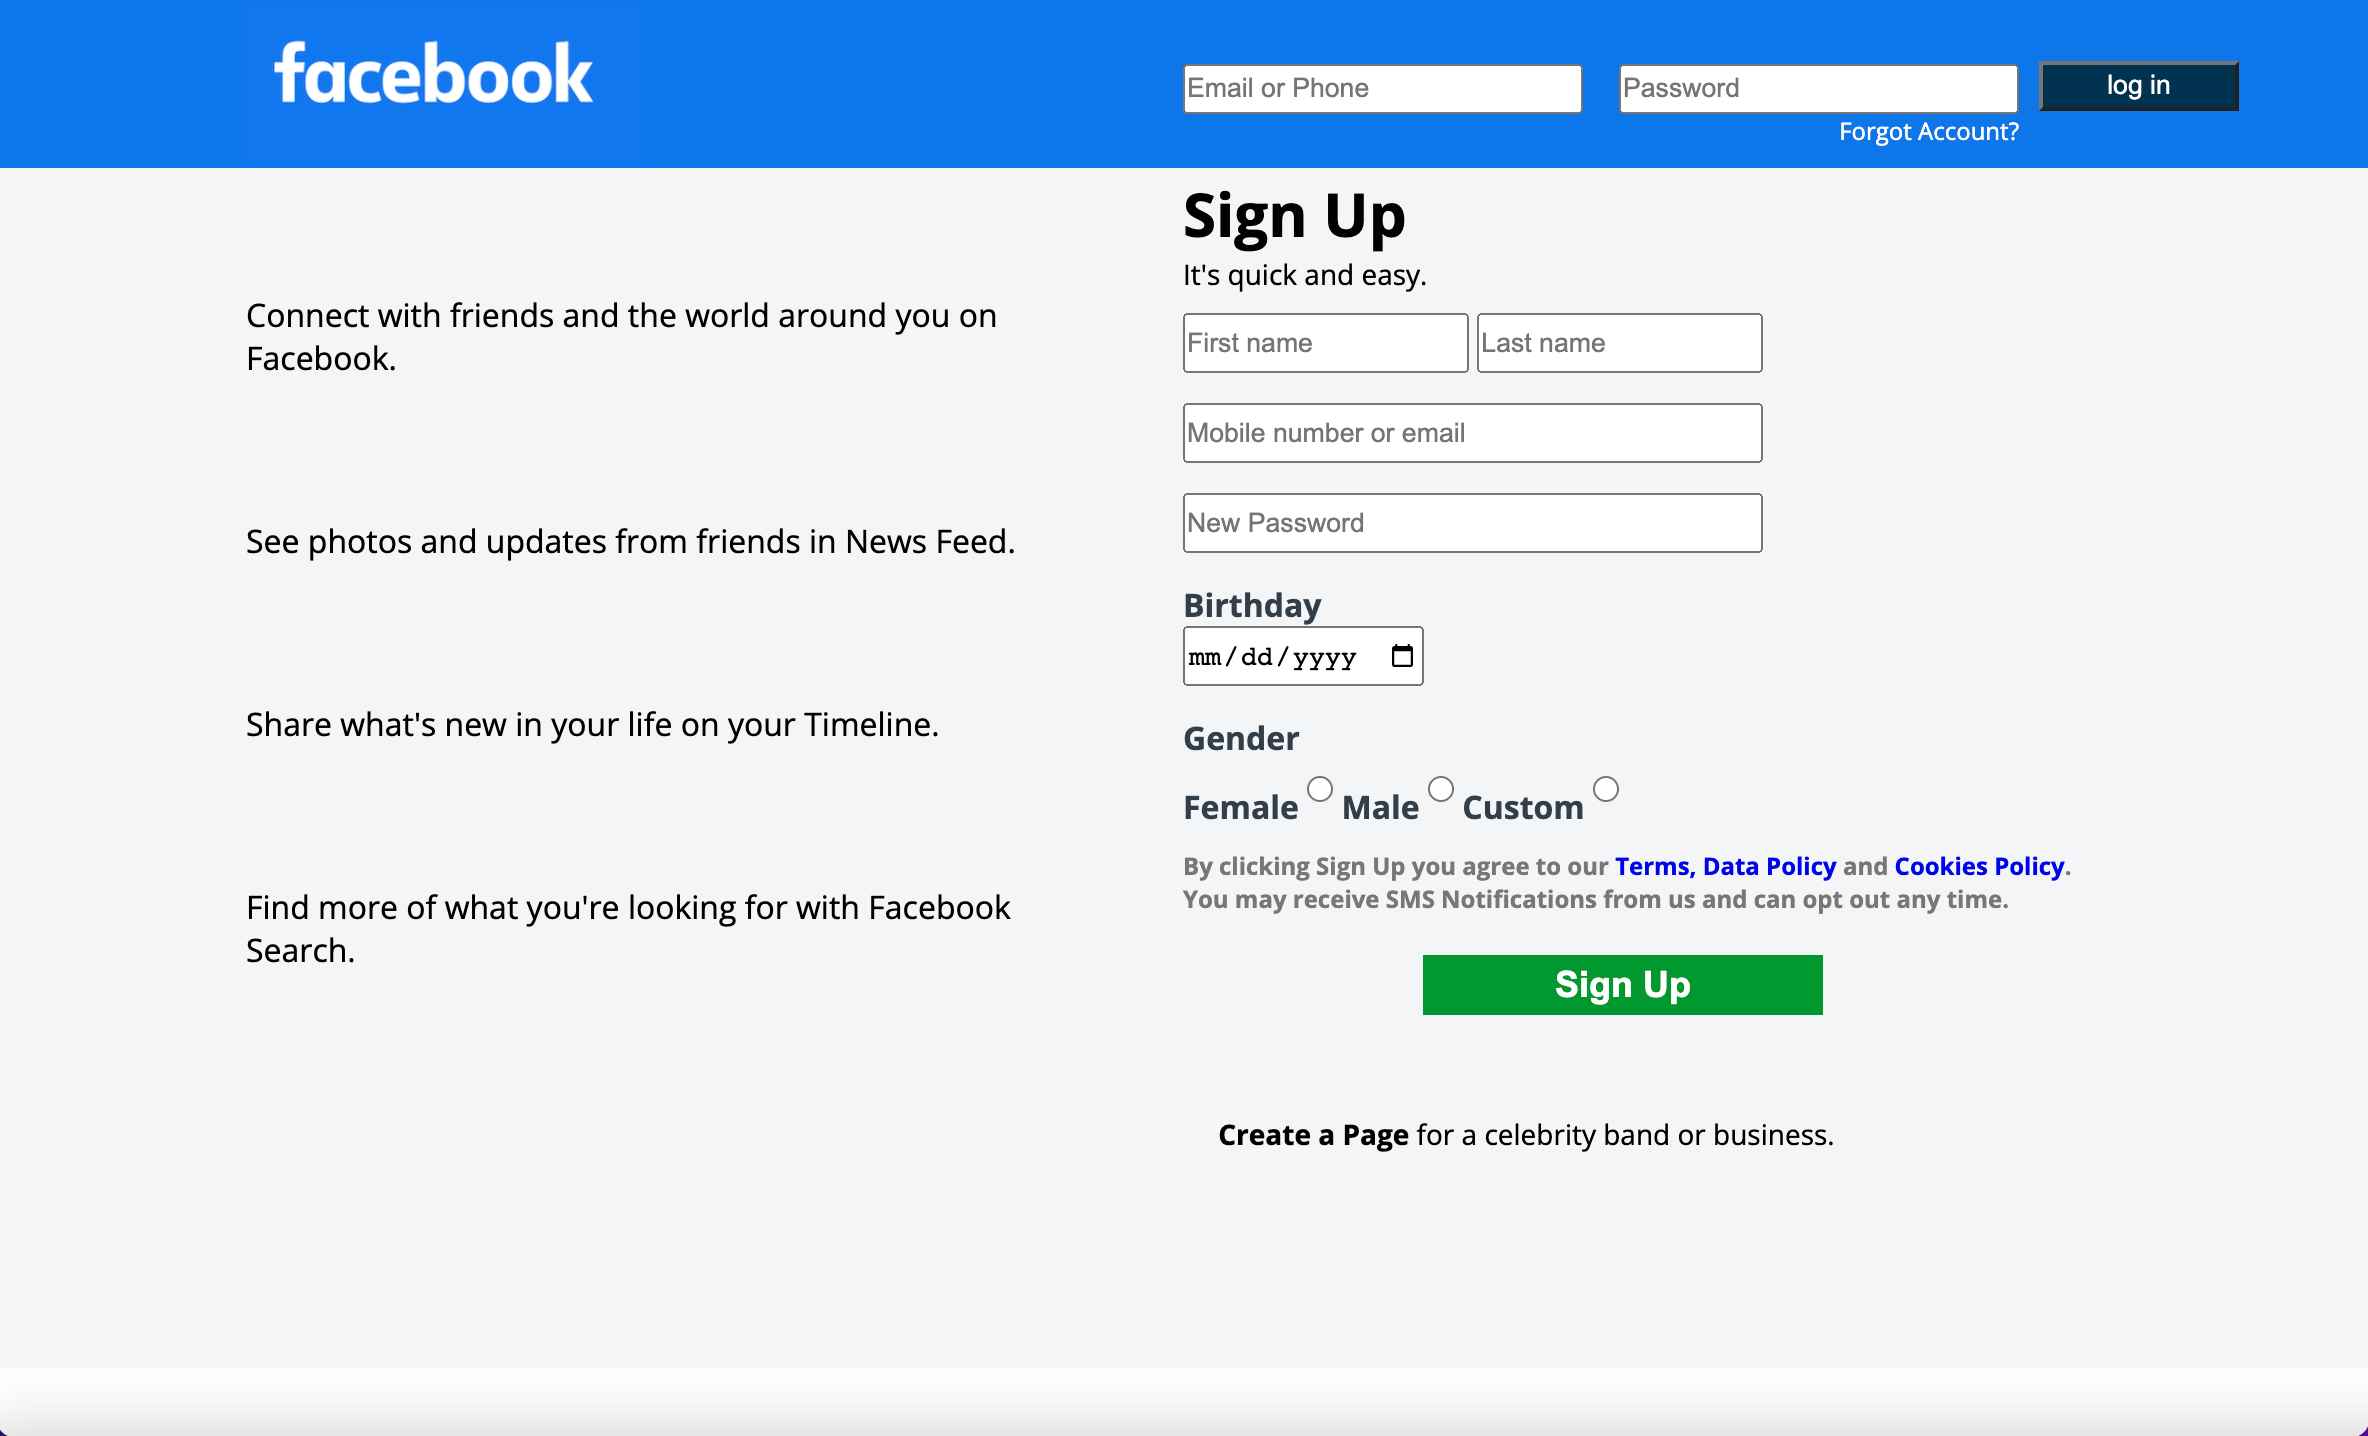 facebook
Email or Phone
Password
log in
Forgot Account?
Connect with friends and the world around you on
Facebook.
See photos and updates from friends in News Feed.
Share what's new in your life on your Timeline.
Find more of what you're looking for with Facebook
Search.
Sign Up
It's quick and easy.
First name
Last name
Mobile number or email
New Password
Birthday
mm/dd/yyyy
Gender
Female Male Custom
By clicking Sign Up you agree to our Terms, Data Policy and Cookies Policy.
You may receive SMS Notifications from us and can opt out any time.
Sign Up
Create a Page for a celebrity band or business.